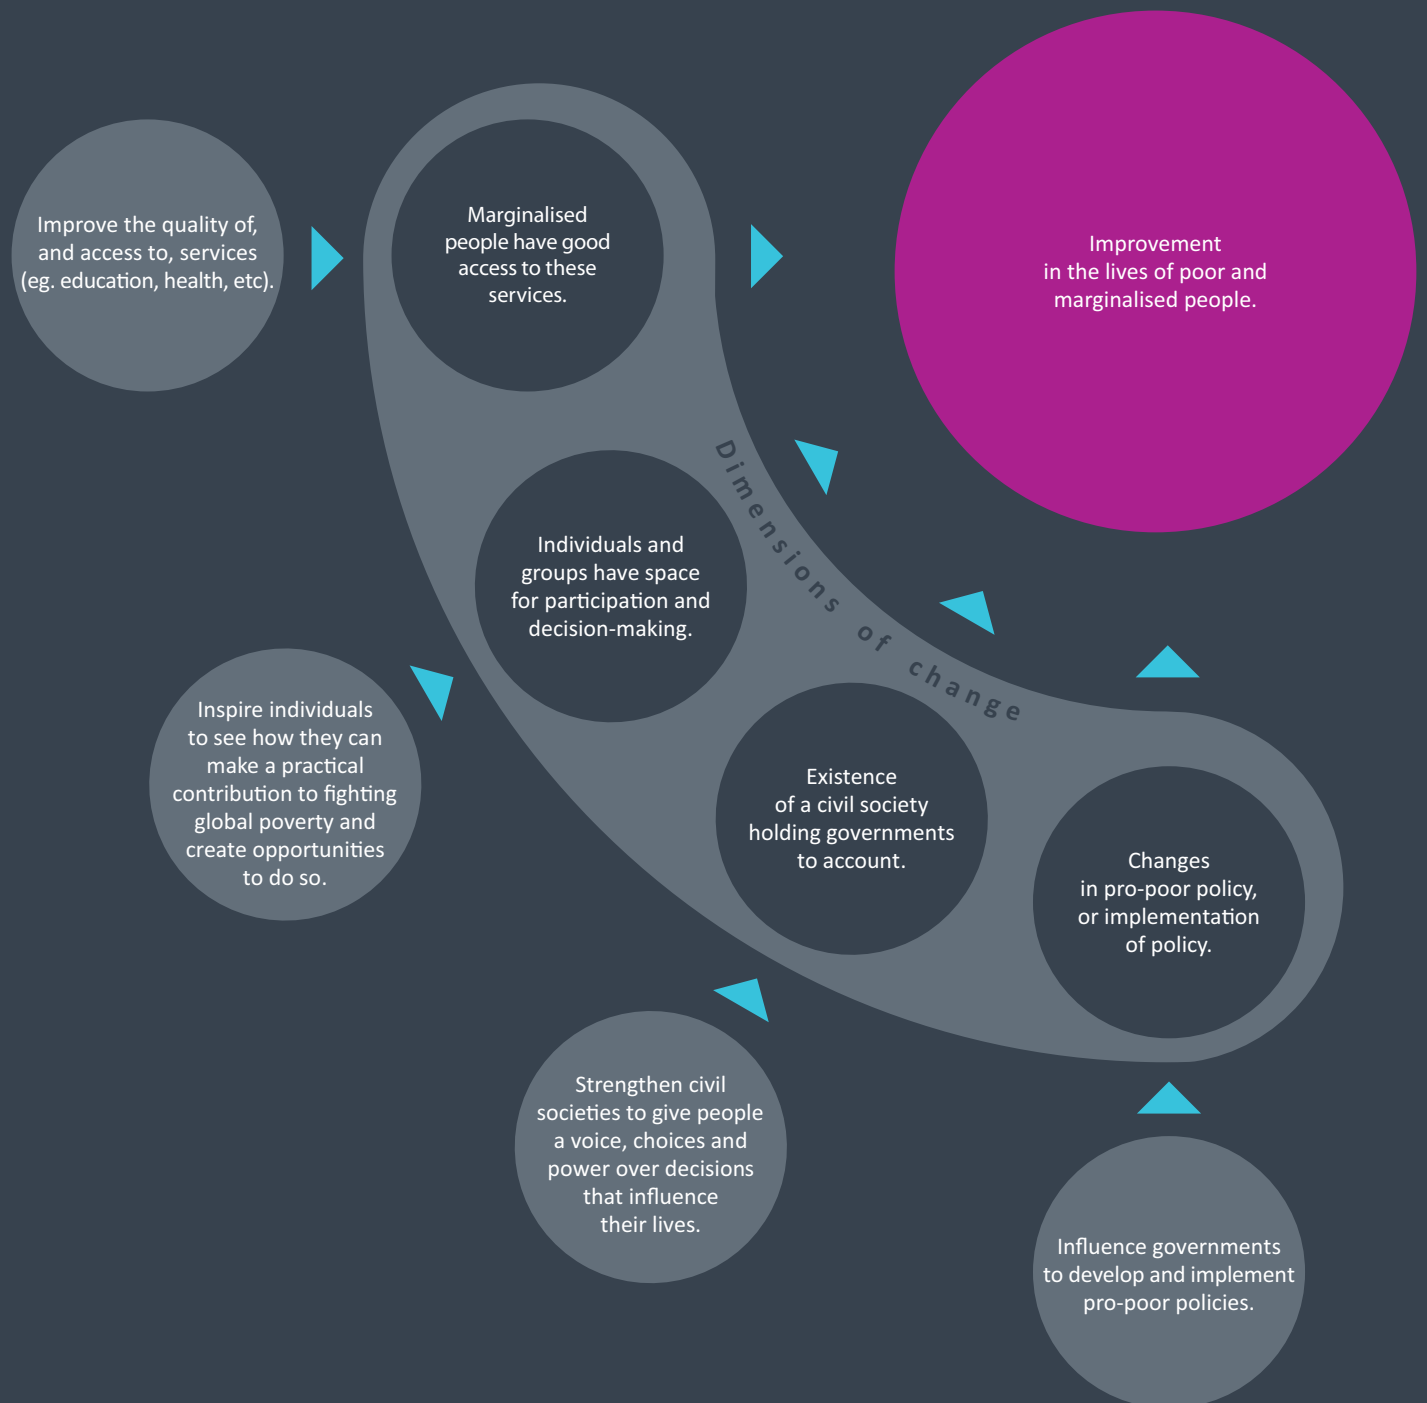 Improve the quality of,
and access to, services
(eg. education, health, etc).
Marginalised
people have good
access to these
services.
Improvement
in the lives of poor and
marginalised people.
Dimensions of change
Individuals and
groups have space
for participation and
decision-making.
Inspire individuals
to see how they can
make a practical
contribution to fighting
global poverty and
create opportunities
to do so.
Existence
of a civil society
holding governments
to account.
Changes
in pro-poor policy,
or implementation
of policy.
Strengthen civil
societies to give people
a voice, choices and
power over decisions
that influence
their lives.
Influence governments
to develop and implement
pro-poor policies.